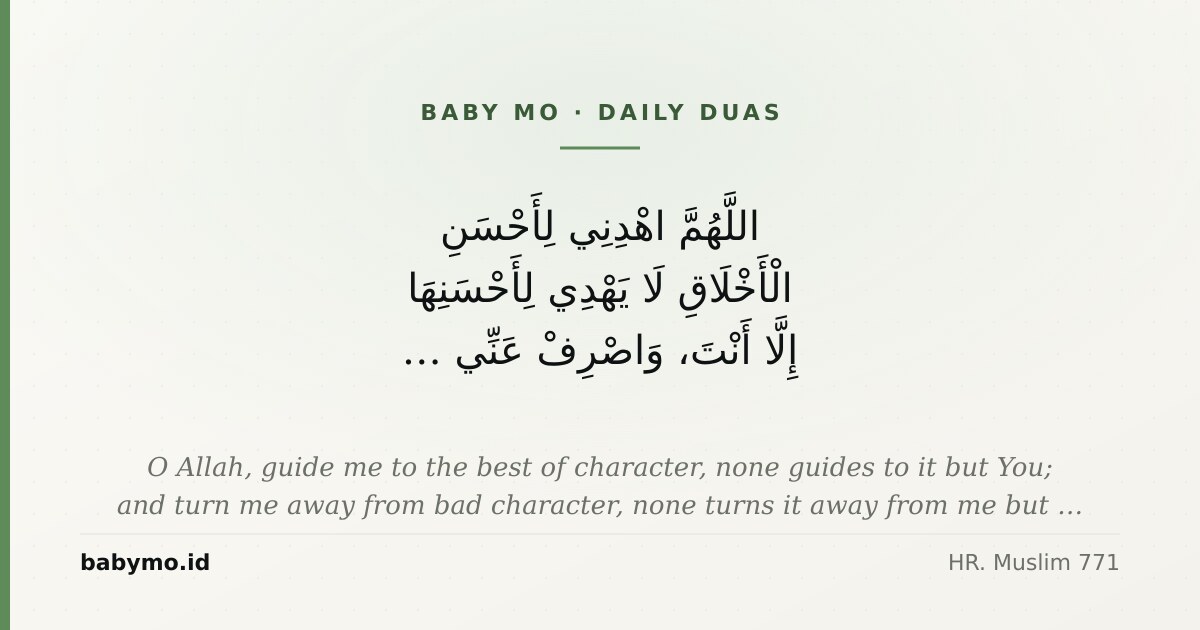 BABY MO · DAILY DUAS
اللَّهُمَّ اهْدِنِي لِأَحْسَنِ
الْأَخْلَاقِ لَا يَهْدِي لِأَحْسَنِهَا
إِلَّا أَنْتَ، وَاصْرِفْ عَنِّي ...
O Allah, guide me to the best of character, none guides to it but You;
and turn me away from bad character, none turns it away from me but ...
babymo.id
HR. Muslim 771